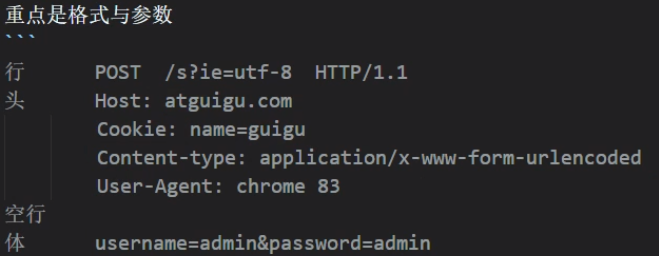 重点是格式与参数
```
行 POST /s?ie=utf-8 HTTP/1.1
头 Host: atguigu.com
Cookie: name=guigu
Content-type: application/x-www-form-urlencoded
User-Agent: chrome 83
空行
体 username=admin&password=admin